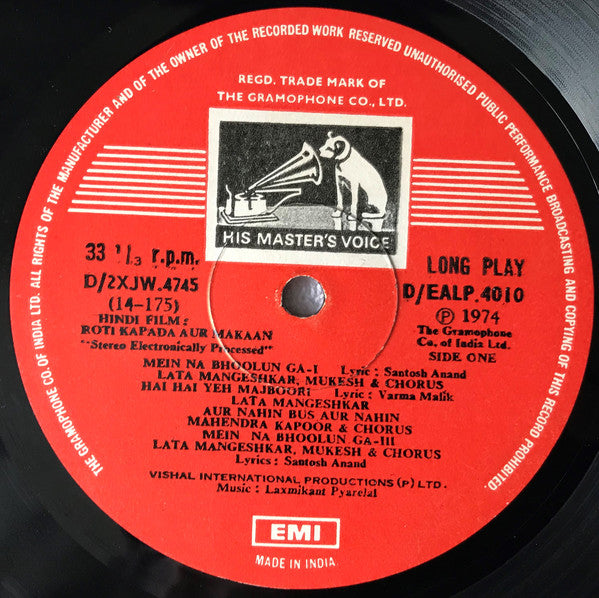 THE GRAMOPHONE CO. OF INDIA LTD. ALL RIGHTS OF THE MANUFACTURER AND OF THE OWNER OF THE RECORDED WORK RESERVED UNAUTHORISED PUBLIC PERFORMANCE BROADCASTING AND COPYING OF THIS RECORD PROHIBITED.
REGD. TRADE MARK OF
THE GRAMOPHONE CO., LTD.
HIS MASTER'S VOICE
33 1/3 r.p.m.
LONG PLAY
D/2XJW.4745
D/EALP.4010
(14-175)
Ⓟ 1974
HINDI FILM :
The Gramophone
ROTI KAPADA AUR MAKAAN
Co. of India Ltd.
"Stereo Electronically Processed"
SIDE ONE
MEIN NA BHOOLUN GA-I Lyric : Santosh Anand
LATA MANGESHKAR, MUKESH & CHORUS
HAI HAI YEH MAJBOORI Lyric : Varma Malik
LATA MANGESHKAR
AUR NAHIN BUS AUR NAHIN
MAHENDRA KAPOOR & CHORUS
MEIN NA BHOOLUN GA-III
LATA MANGESHKAR, MUKESH & CHORUS
Lyrics : Santosh Anand
VISHAL INTERNATIONAL PRODUCTIONS (P) LTD.
Music : Laxmikant Pyarelal
EMI
MADE IN INDIA